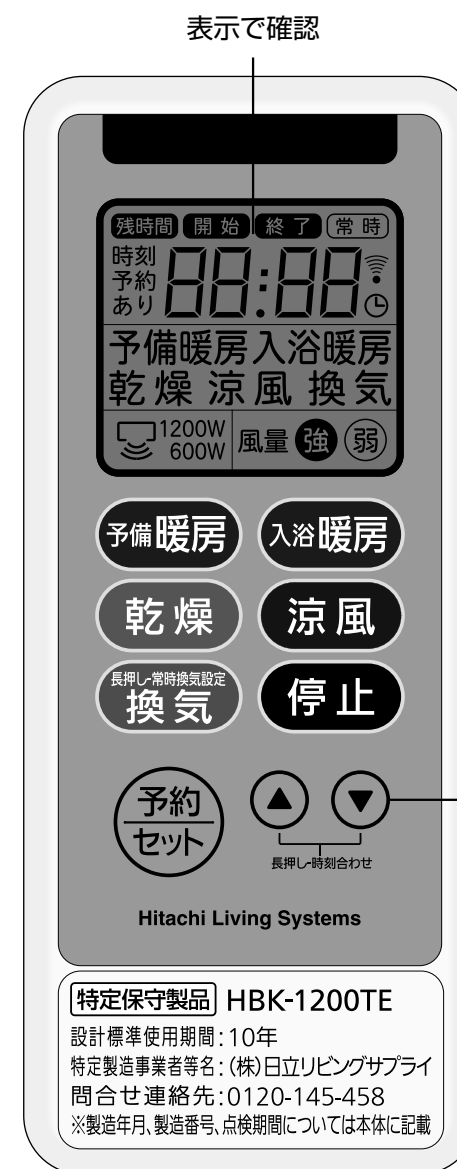 表示で確認
残時間 開始 終了 常時
時刻
予約
あり
88:88
予備暖房 入浴暖房
乾燥 涼風 換気
1200W
600W
風量 強 弱
予備暖房 入浴暖房
乾燥 涼風
長押し-常時換気設定
換気 停止
予約
セット
▲ ▼
長押し-時刻合わせ
Hitachi Living Systems
特定保守製品 HBK-1200TE
設計標準使用期間:10年
特定製造事業者等名:(株)日立リビングサプライ
問合せ連絡先:0120-145-458
※製造年月、製造番号、点検期間については本体に記載